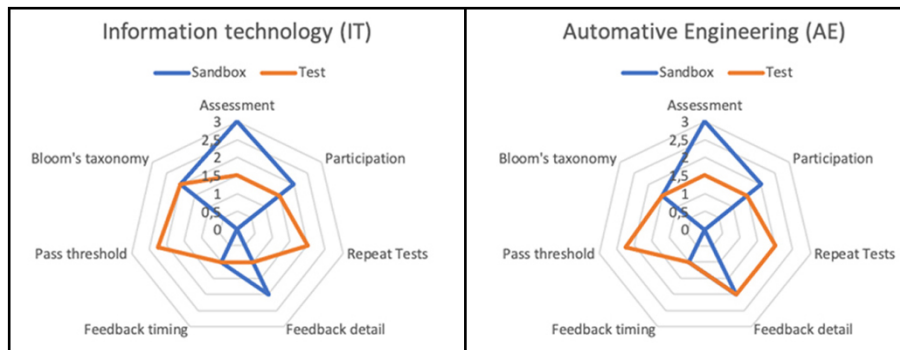 Information technology (IT)
Sandbox Test
Assessment
3
2,5
2
1,5
1
0,5
0
Participation
Repeat Tests
Feedback detail
Feedback timing
Pass threshold
Bloom's taxonomy
Automative Engineering (AE)
Sandbox Test
Assessment
3
2,5
2
1,5
1
0,5
0
Participation
Repeat Tests
Feedback detail
Feedback timing
Pass threshold
Bloom's taxonomy